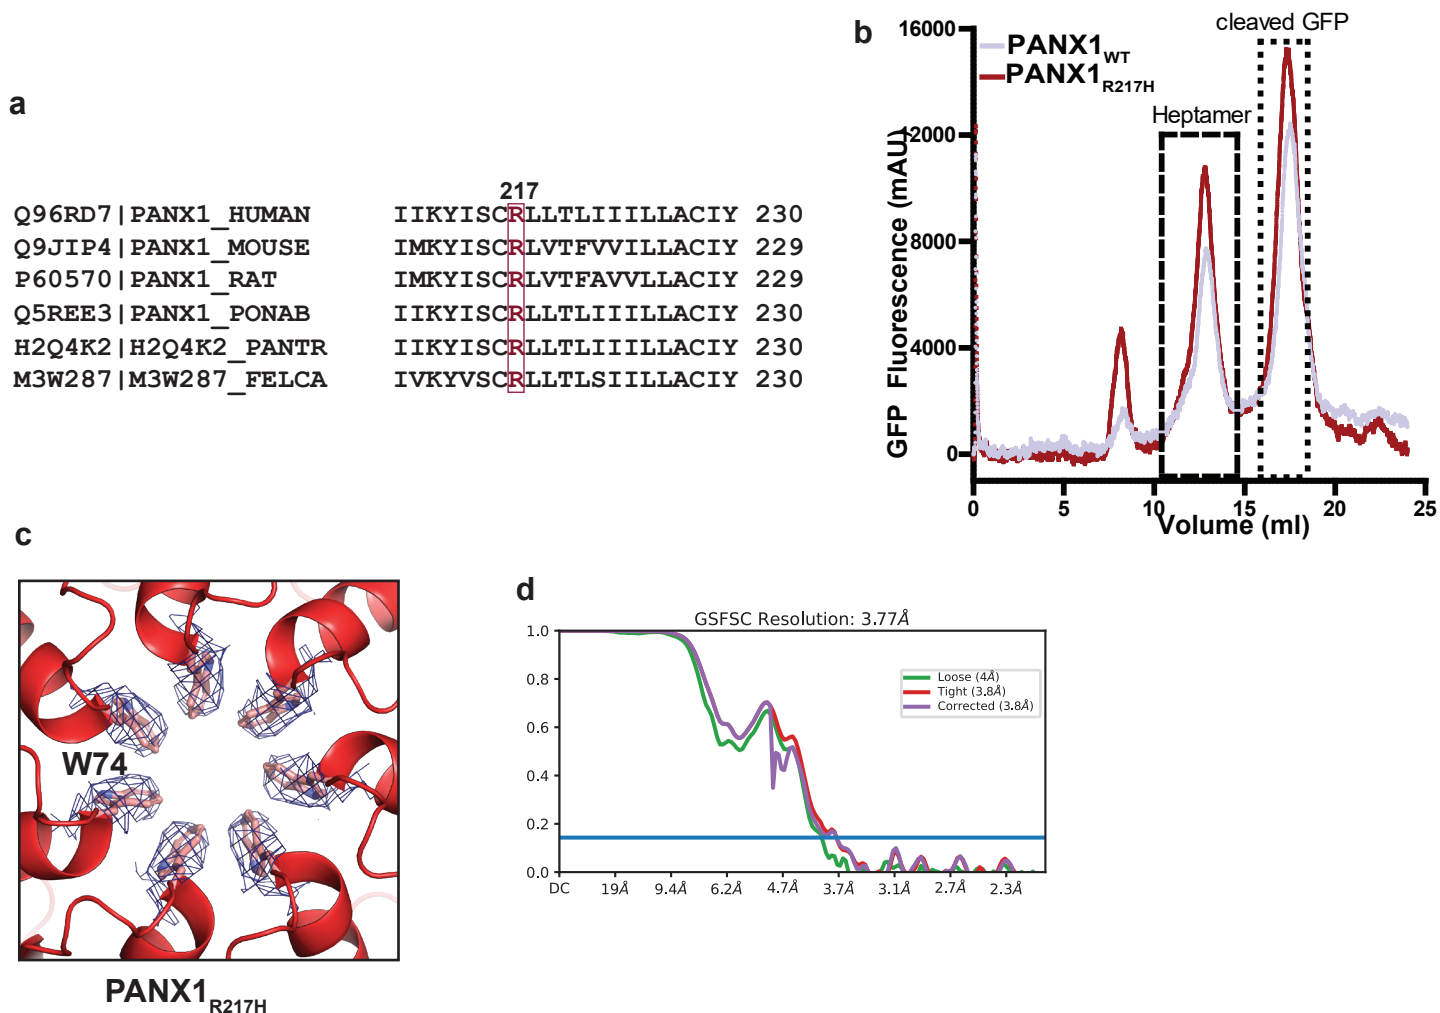 a
217
Q96RD7|PANX1_HUMAN IIKYISCRLLTLIIILLACIY 230
Q9JIP4|PANX1_MOUSE IMKYISCRLVTFVVILLACIY 229
P60570|PANX1_RAT IMKYISCRLVTFAVVLLACIY 229
Q5REE3|PANX1_PONAB IIKYISCRLLTLIIILLACIY 230
H2Q4K2|H2Q4K2_PANTR IIKYISCRLLTLIIILLACIY 230
M3W287|M3W287_FELCA IVKYVSCRLLTLSIILLACIY 230
b
cleaved GFP
PANX1WT
PANX1R217H
Heptamer
GFP Fluorescence (mAU)
16000
12000
8000
4000
0
0 5 10 15 20 25
Volume (ml)
c
W74
PANX1R217H
d
GSFSC Resolution: 3.77Å
1.0
0.8
0.6
0.4
0.2
0.0
Loose (4Å)
Tight (3.8Å)
Corrected (3.8Å)
DC 19Å 9.4Å 6.2Å 4.7Å 3.7Å 3.1Å 2.7Å 2.3Å